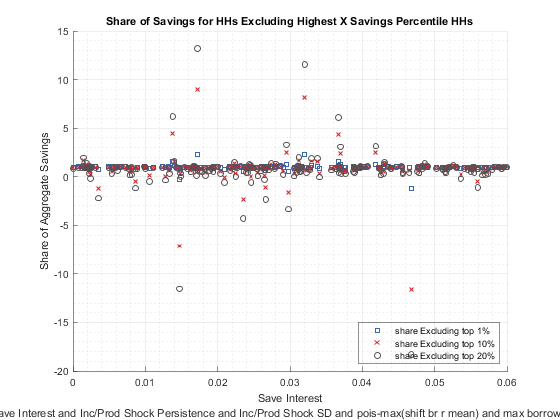 Share of Savings for HHs Excluding Highest X Savings Percentile HHs
15
10
5
0
-5
-10
-15
-20
Share of Aggregate Savings
share Excluding top 1%
share Excluding top 10%
share Excluding top 20%
0 0.01 0.02 0.03 0.04 0.05 0.06
Save Interest
ave Interest and Inc/Prod Shock Persistence and Inc/Prod Shock SD and pois-max(shift br r mean) and max borrow